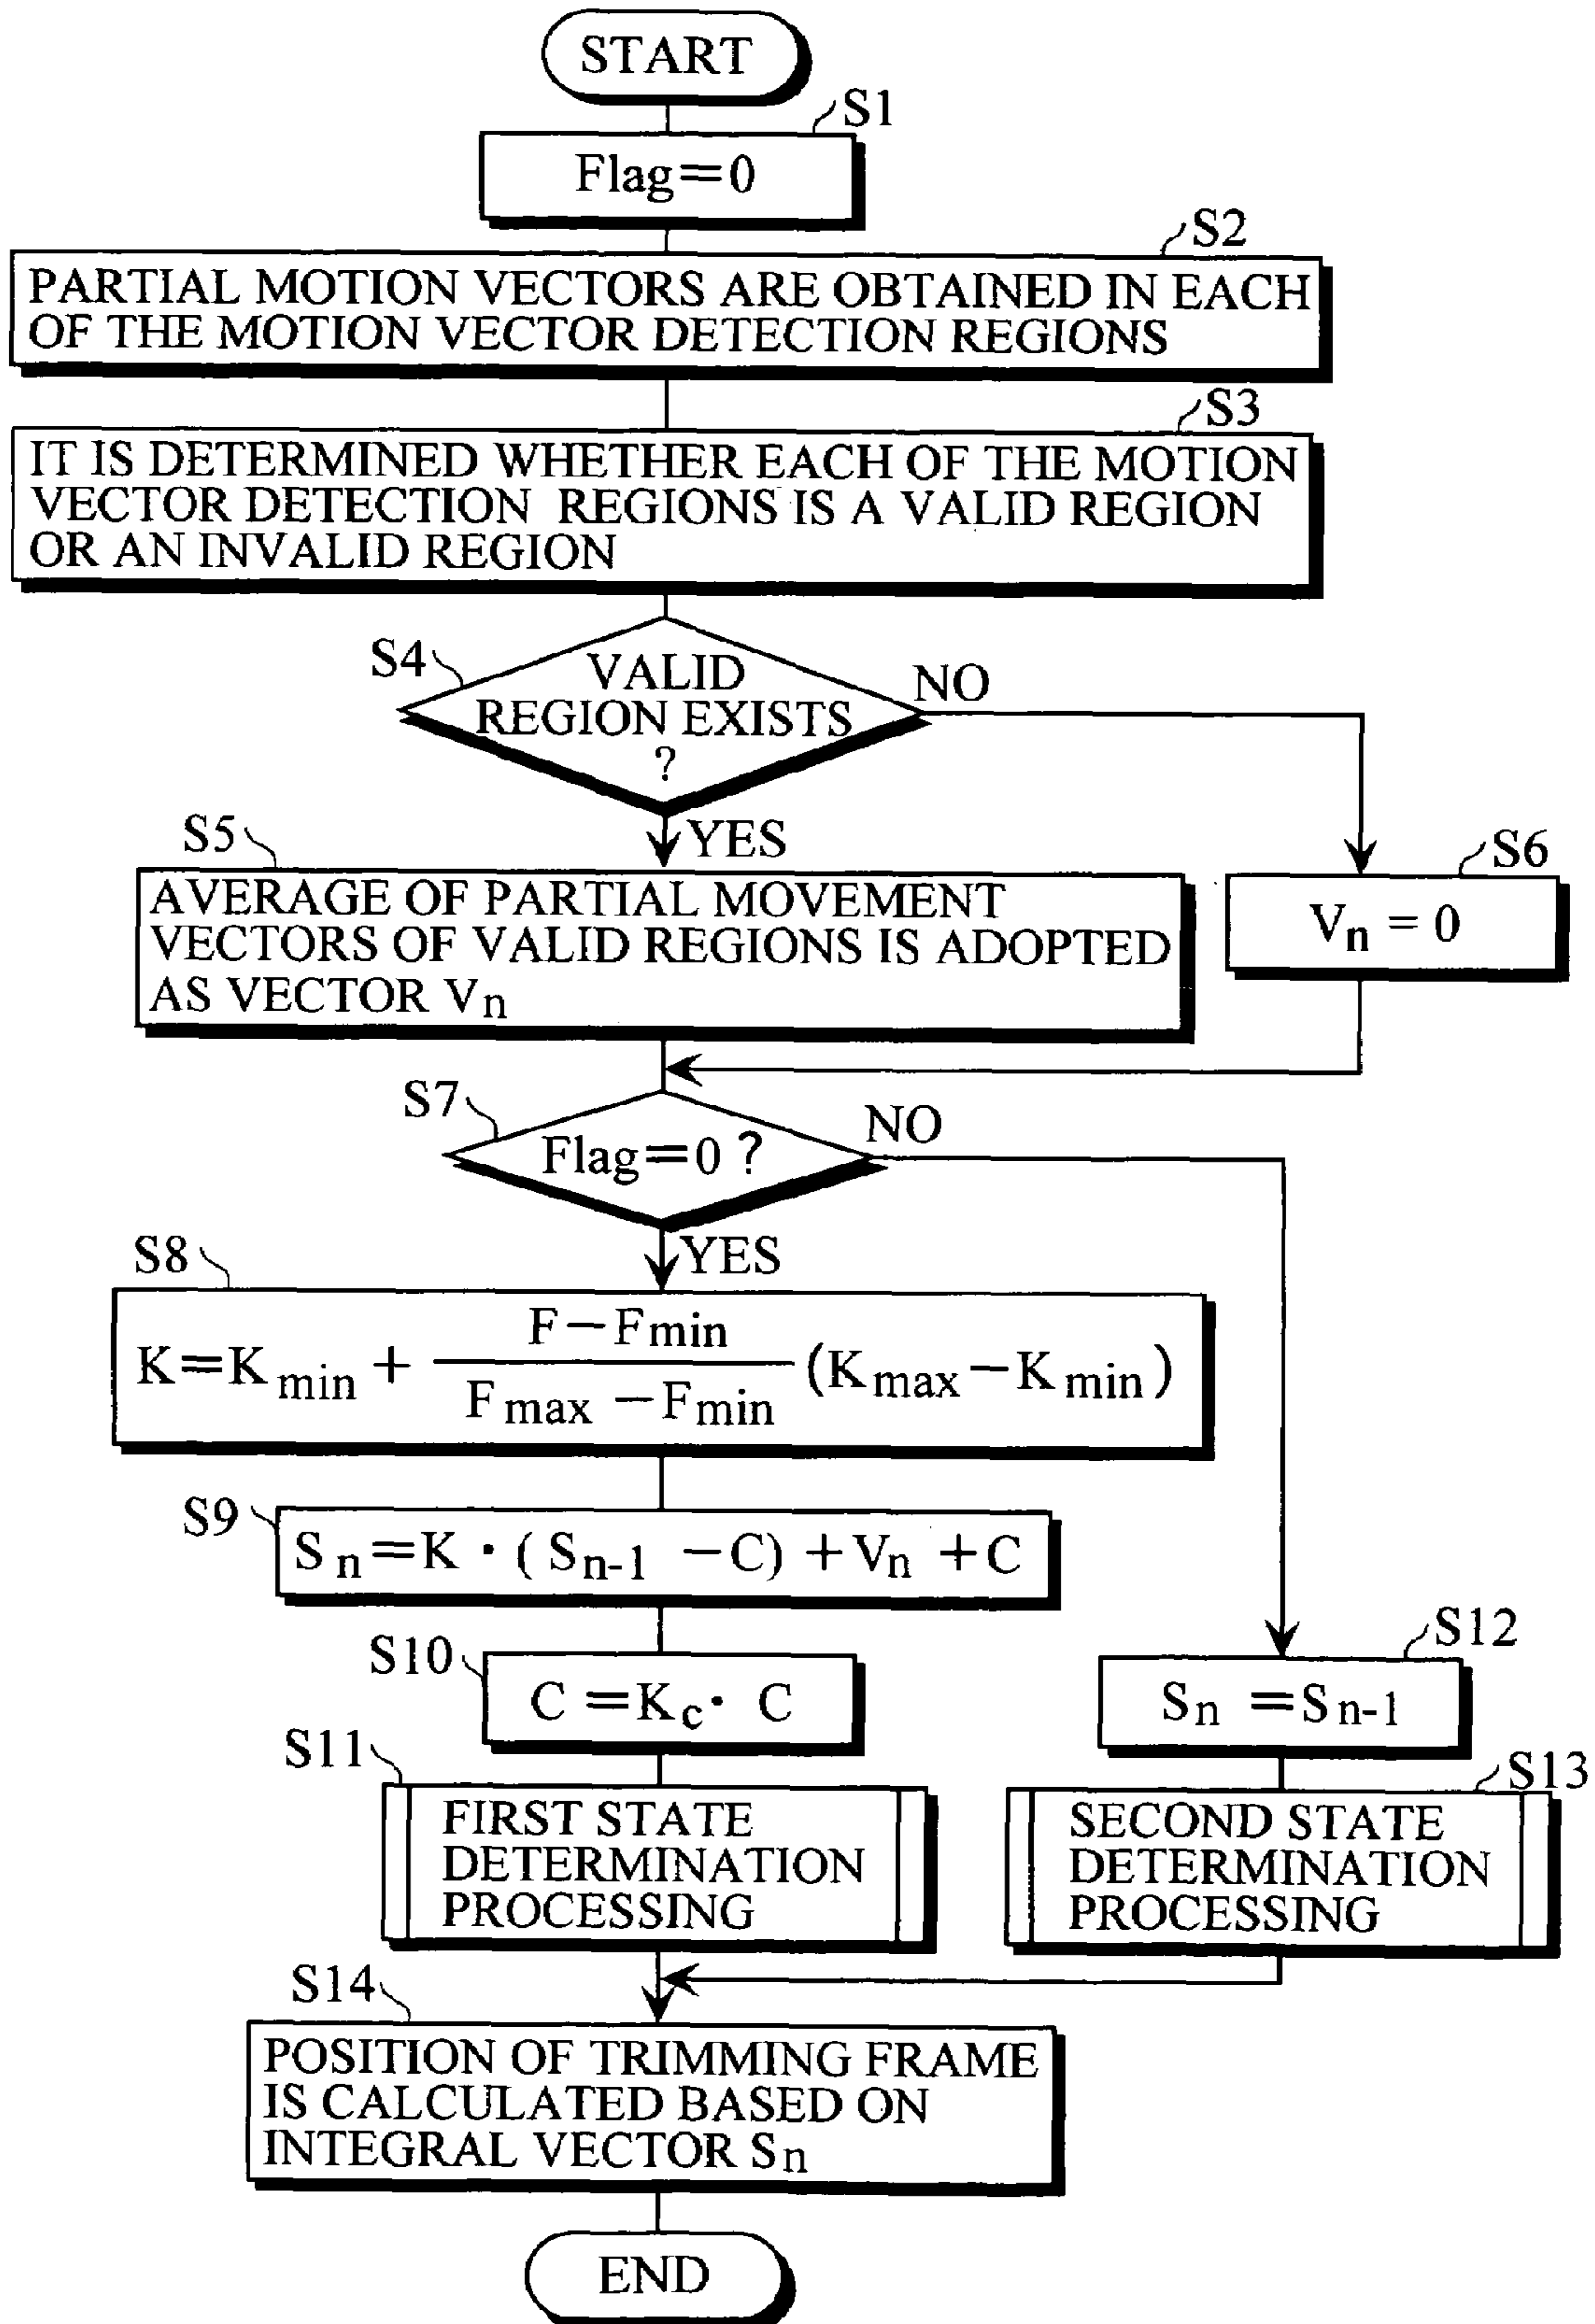 START
S1
Flag=0
S2
PARTIAL MOTION VECTORS ARE OBTAINED IN EACH
OF THE MOTION VECTOR DETECTION REGIONS
S3
IT IS DETERMINED WHETHER EACH OF THE MOTION
VECTOR DETECTION REGIONS IS A VALID REGION
OR AN INVALID REGION
S4
VALID
REGION EXISTS
?
NO
YES
S5
AVERAGE OF PARTIAL MOVEMENT
VECTORS OF VALID REGIONS IS ADOPTED
AS VECTOR Vn
S6
Vn = 0
S7
Flag=0 ?
NO
YES
S8
K=Kmin + (F-Fmin)/(Fmax -Fmin) (Kmax-Kmin)
S9
Sn=K・(Sn-1 -C)+Vn +C
S10
C=Kc・C
S11
FIRST STATE
DETERMINATION
PROCESSING
S12
Sn =Sn-1
S13
SECOND STATE
DETERMINATION
PROCESSING
S14
POSITION OF TRIMMING FRAME
IS CALCULATED BASED ON
INTEGRAL VECTOR Sn
END